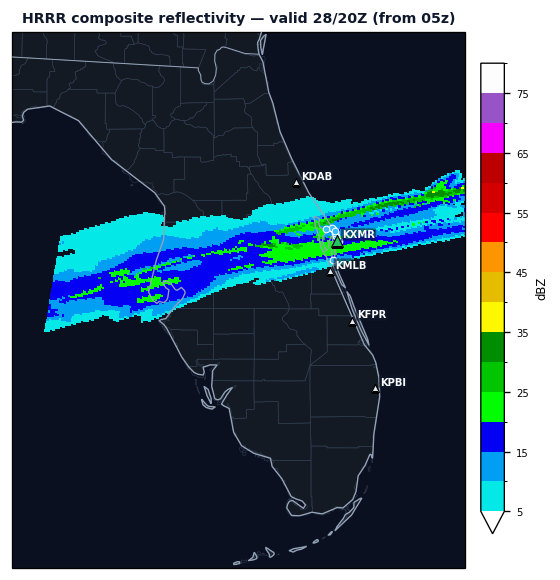 HRRR composite reflectivity — valid 28/20Z (from 05z)
KDAB
KXMR
KMLB
KFPR
KPBI
75
65
55
45
35
25
15
5
dBZ